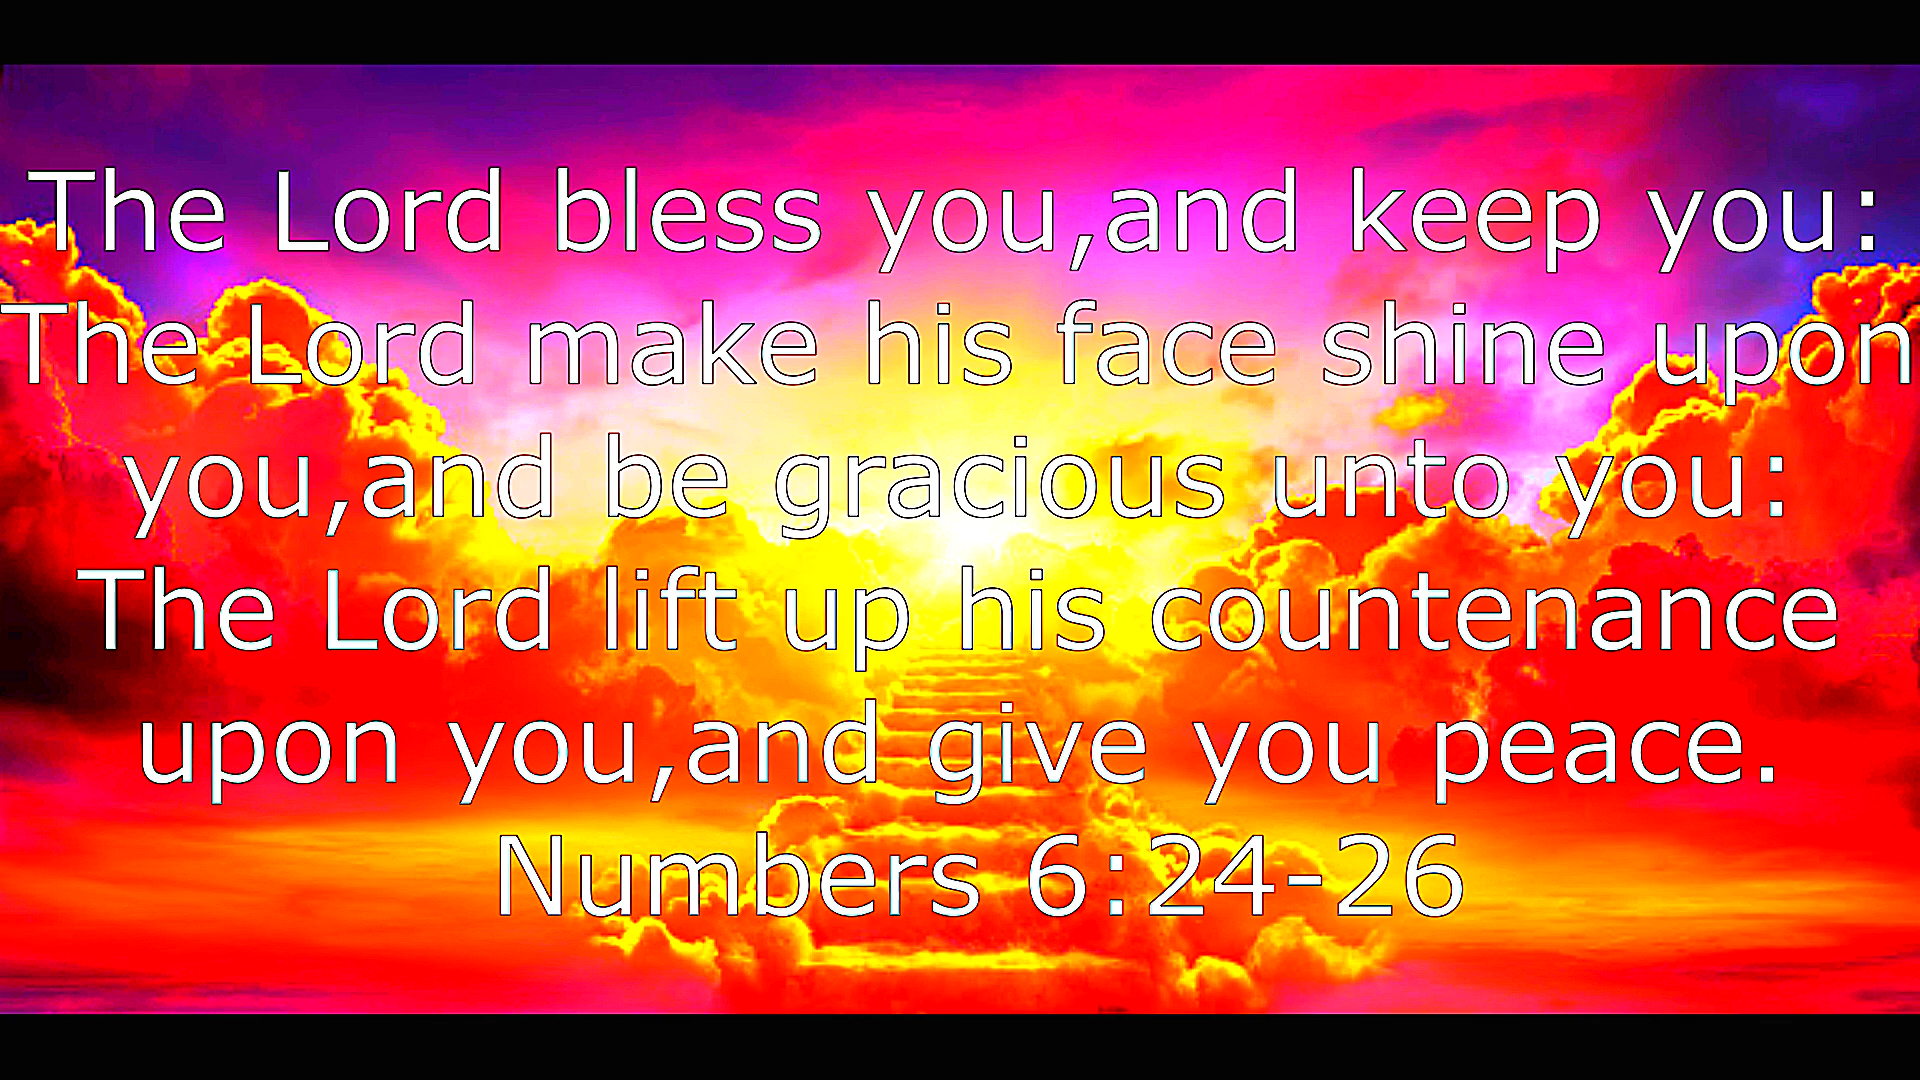 The Lord bless you,and keep you:
The Lord make his face shine upon
you,and be gracious unto you:
The Lord lift up his countenance
upon you,and give you peace.
Numbers 6:24-26